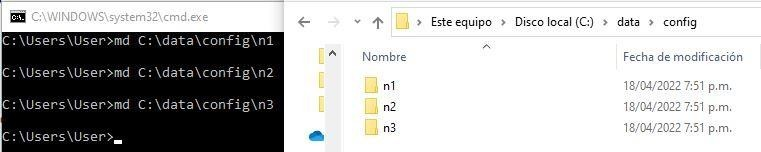 C:\WINDOWS\system32\cmd.exe
C:\Users\User>md C:\data\config\n1
C:\Users\User>md C:\data\config\n2
C:\Users\User>md C:\data\config\n3
C:\Users\User>
Este equipo > Disco local (C:) > data > config
Nombre Fecha de modificación
n1 18/04/2022 7:51 p.m.
n2 18/04/2022 7:51 p.m.
n3 18/04/2022 7:51 p.m.